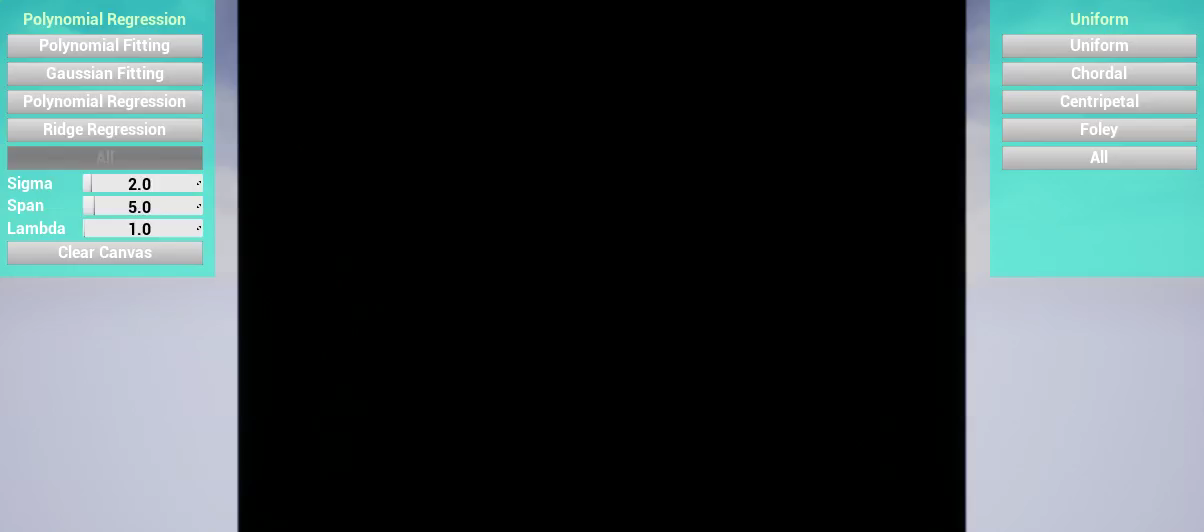 Polynomial Regression
Polynomial Fitting
Gaussian Fitting
Polynomial Regression
Ridge Regression
All
Sigma 2.0
Span 5.0
Lambda 1.0
Clear Canvas
Uniform
Uniform
Chordal
Centripetal
Foley
All